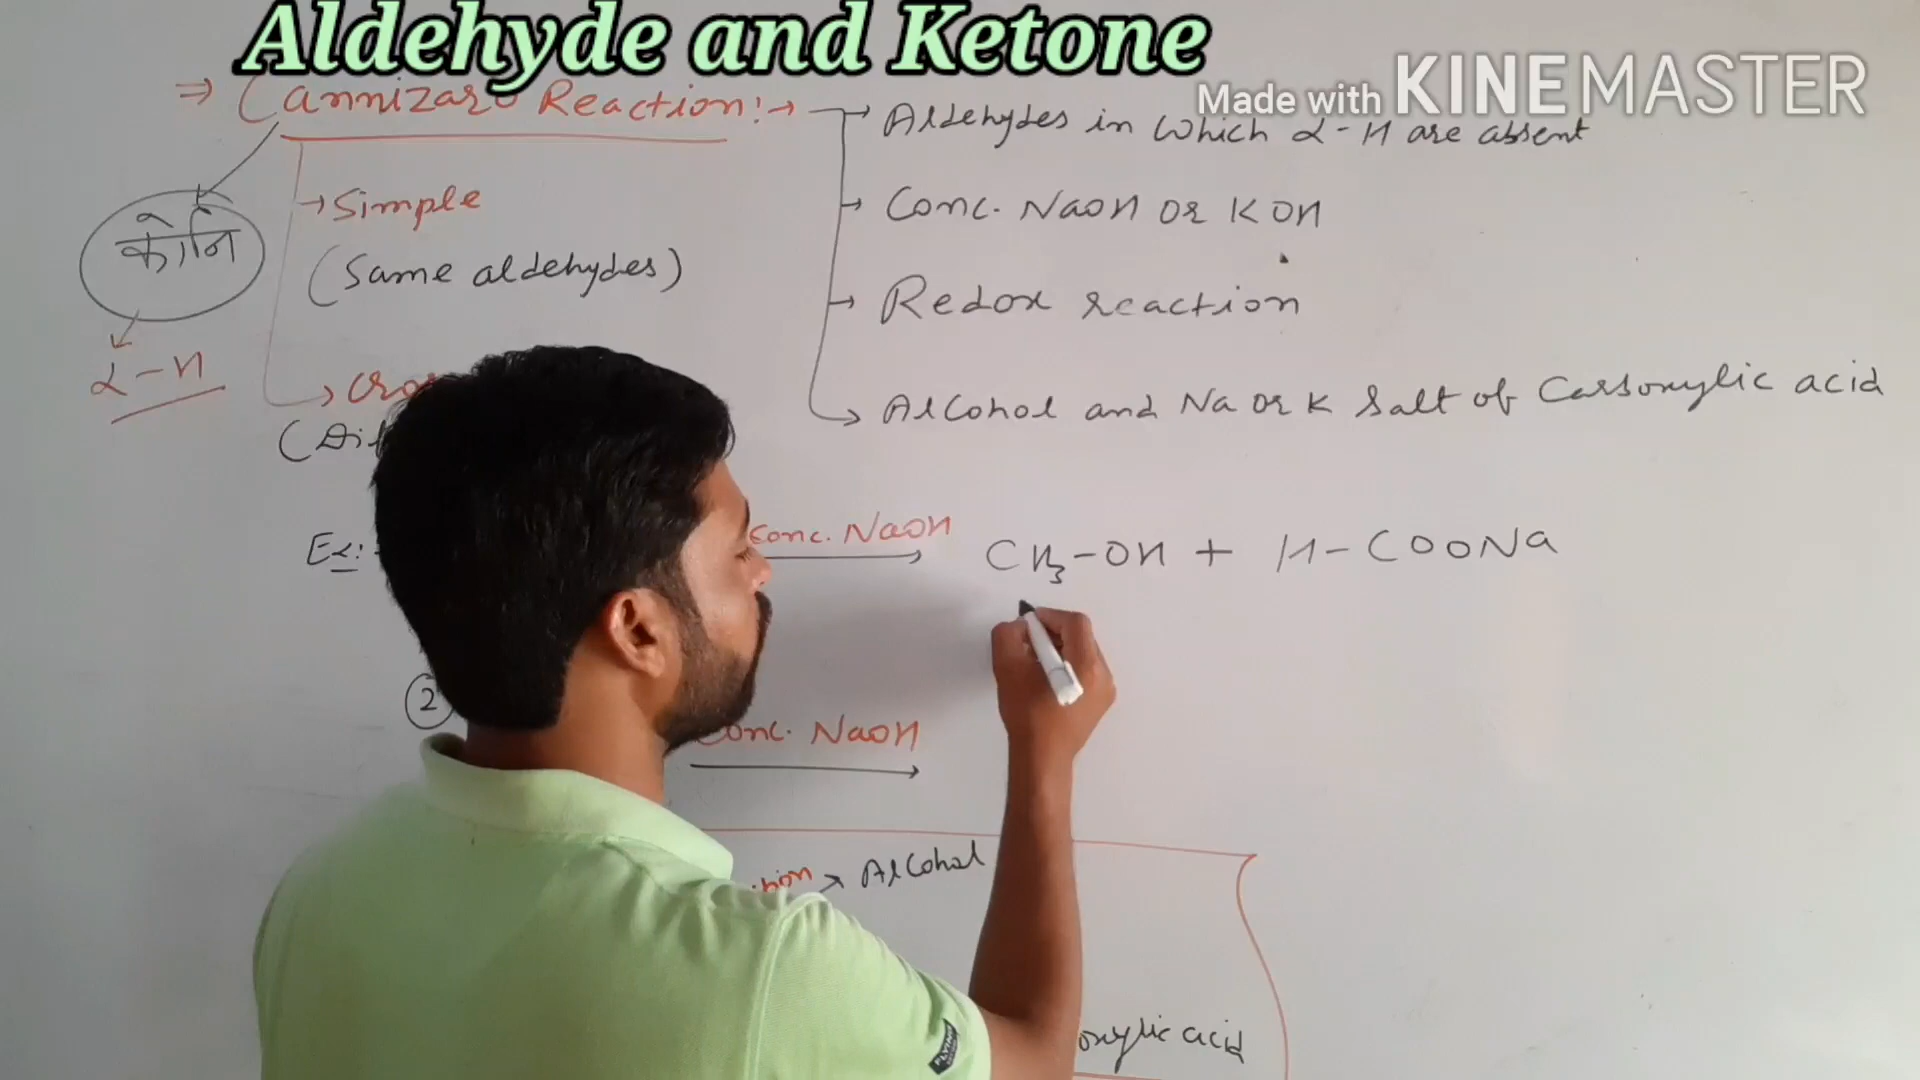 Aldehyde and Ketone
Made with KINEMASTER
⇒ Cannizaro Reaction:→
→ Aldehydes in which α-H are absent
→ Simple
(Same aldehydes)
→ Conc. NaOH or KOH
→ Redox reaction
α-H
→ Alcohol and Na or K salt of Carboxylic acid
Ex:-
Conc. NaOH
CH₃-OH + H-COONa
②
Conc. NaOH
→ Alcohol
acid
FLYING